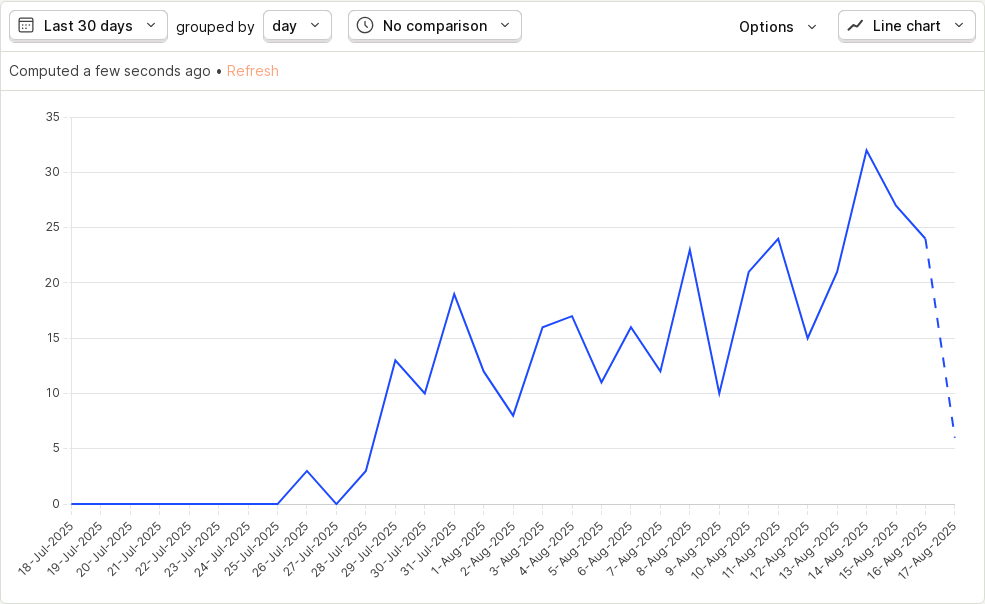 Last 30 days grouped by day No comparison Options Line chart
Computed a few seconds ago • Refresh
35
30
25
20
15
10
5
0
18-Jul-2025
19-Jul-2025
20-Jul-2025
21-Jul-2025
22-Jul-2025
23-Jul-2025
24-Jul-2025
25-Jul-2025
26-Jul-2025
27-Jul-2025
28-Jul-2025
29-Jul-2025
30-Jul-2025
31-Jul-2025
1-Aug-2025
2-Aug-2025
3-Aug-2025
4-Aug-2025
5-Aug-2025
6-Aug-2025
7-Aug-2025
8-Aug-2025
9-Aug-2025
10-Aug-2025
11-Aug-2025
12-Aug-2025
13-Aug-2025
14-Aug-2025
15-Aug-2025
16-Aug-2025
17-Aug-2025